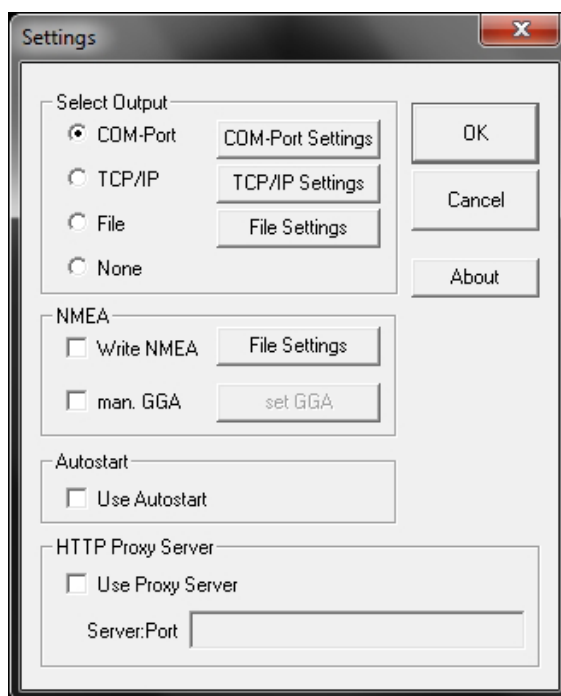 Settings
Select Output
COM-Port
COM-Port Settings
TCP/IP
TCP/IP Settings
File
File Settings
None
OK
Cancel
About
NMEA
Write NMEA
File Settings
man. GGA
set GGA
Autostart
Use Autostart
HTTP Proxy Server
Use Proxy Server
Server:Port